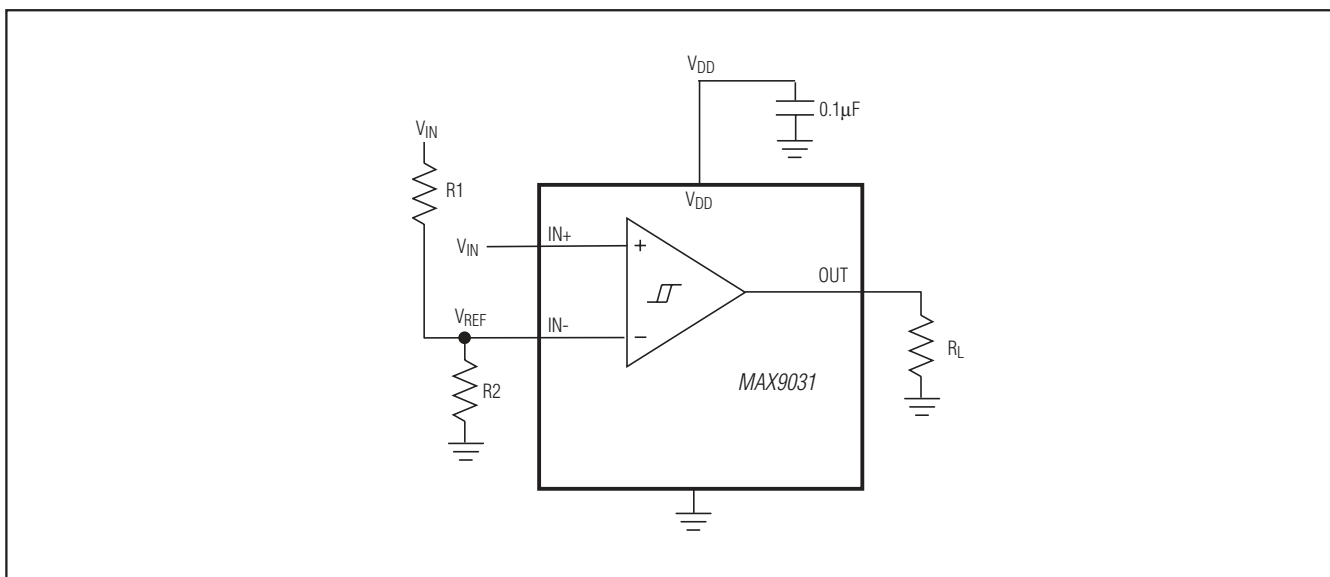 VDD
0.1µF
VIN
R1
VDD
VIN
IN+
+
OUT
VREF
IN-
−
RL
R2
MAX9031